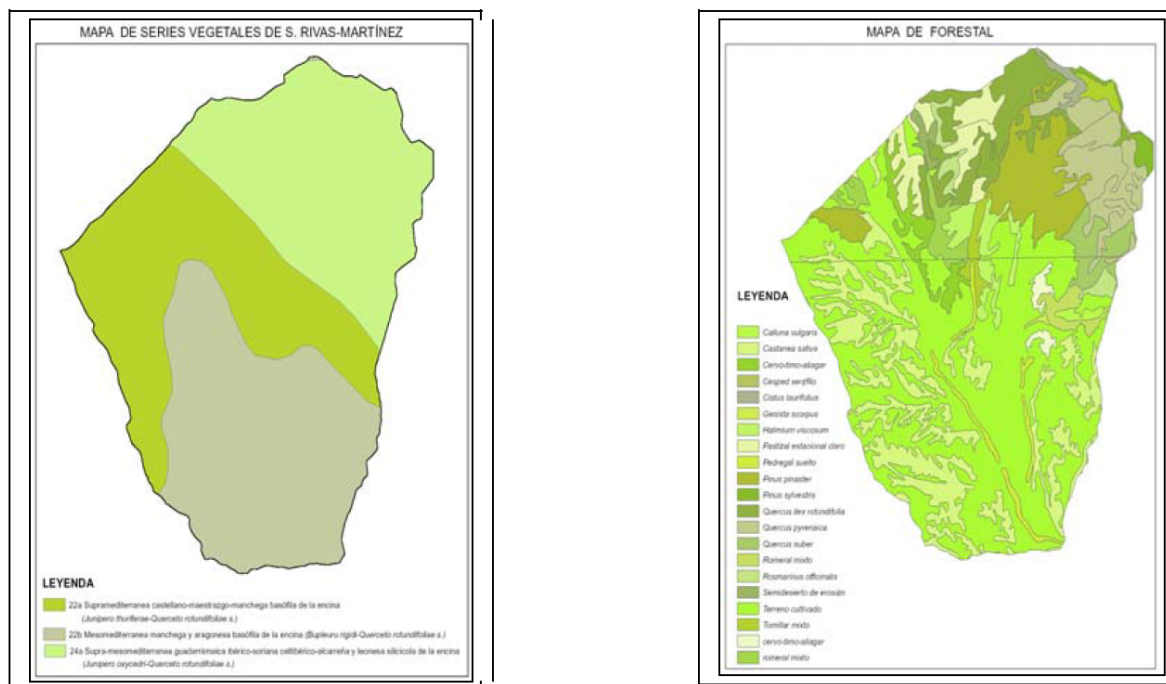 MAPA DE SERIES VEGETALES DE S. RIVAS-MARTÍNEZ
LEYENDA
22a Supramediterranea castellano-maestrazgo-manchega basófila de la encina
(Junipero thuriferae-Querceto rotundifoliae s.)
22b Mesomediterranea manchega y aragonesa basófila de la encina (Bupleuru rigidi-Querceto rotundifoliae s.)
24a Supra-mesomediterranea guadarrámaica ibérico-soriana celtibérico-alcarreña y leonesa silicícola de la encina
(Junipero oxycedri-Querceto rotundifoliae s.)
MAPA DE FORESTAL
LEYENDA
Calluna vulgaris
Castanea sativa
Cervo-timo-aliagar
Cesped xerófilo
Cistus laurifolius
Genista scorpus
Halimium viscosum
Pastizal estacional claro
Pedregal suelto
Pinus pinaster
Pinus sylvestris
Quercus ilex rotundifolia
Quercus pyrenaica
Quercus suber
Romeral mixto
Rosmarinus officinalis
Semidesierto de erosión
Terreno cultivado
Tomillar mixto
cervo-timo-aliagar
romeral mixto